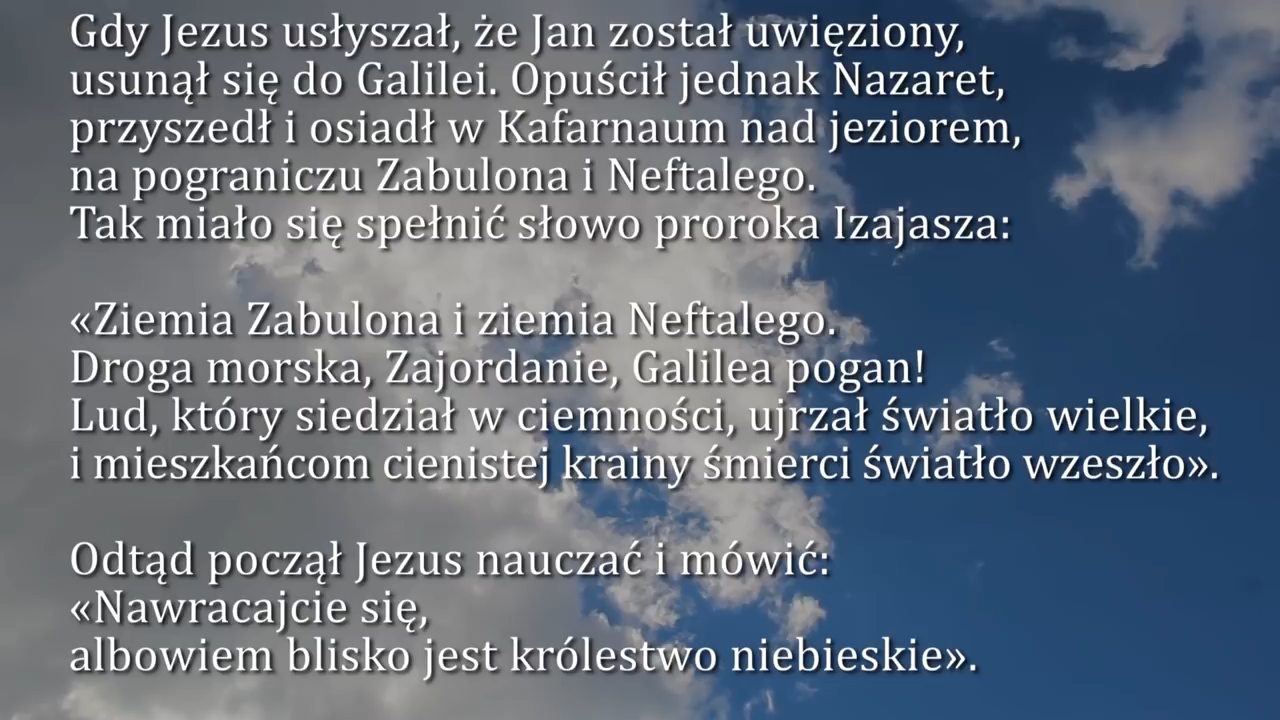 Gdy Jezus usłyszał, że Jan został uwięziony,
usunął się do Galilei. Opuścił jednak Nazaret,
przyszedł i osiadł w Kafarnaum nad jeziorem,
na pograniczu Zabulona i Neftalego.
Tak miało się spełnić słowo proroka Izajasza:
«Ziemia Zabulona i ziemia Neftalego.
Droga morska, Zajordanie, Galilea pogan!
Lud, który siedział w ciemności, ujrzał światło wielkie,
i mieszkańcom cienistej krainy śmierci światło wzeszło».
Odtąd począł Jezus nauczać i mówić:
«Nawracajcie się,
albowiem blisko jest królestwo niebieskie».